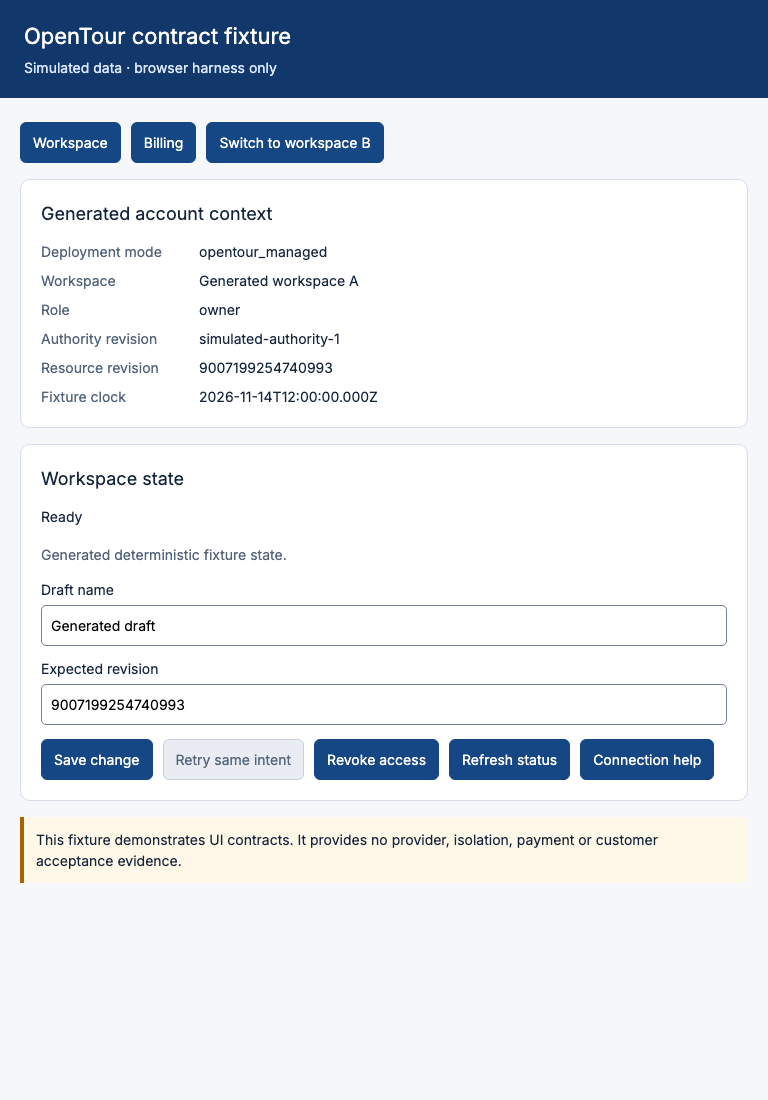 OpenTour contract fixture
Simulated data · browser harness only
Workspace
Billing
Switch to workspace B
Generated account context
Deployment mode opentour_managed
Workspace Generated workspace A
Role owner
Authority revision simulated-authority-1
Resource revision 9007199254740993
Fixture clock 2026-11-14T12:00:00.000Z
Workspace state
Ready
Generated deterministic fixture state.
Draft name
Generated draft
Expected revision
9007199254740993
Save change
Retry same intent
Revoke access
Refresh status
Connection help
This fixture demonstrates UI contracts. It provides no provider, isolation, payment or customer
acceptance evidence.